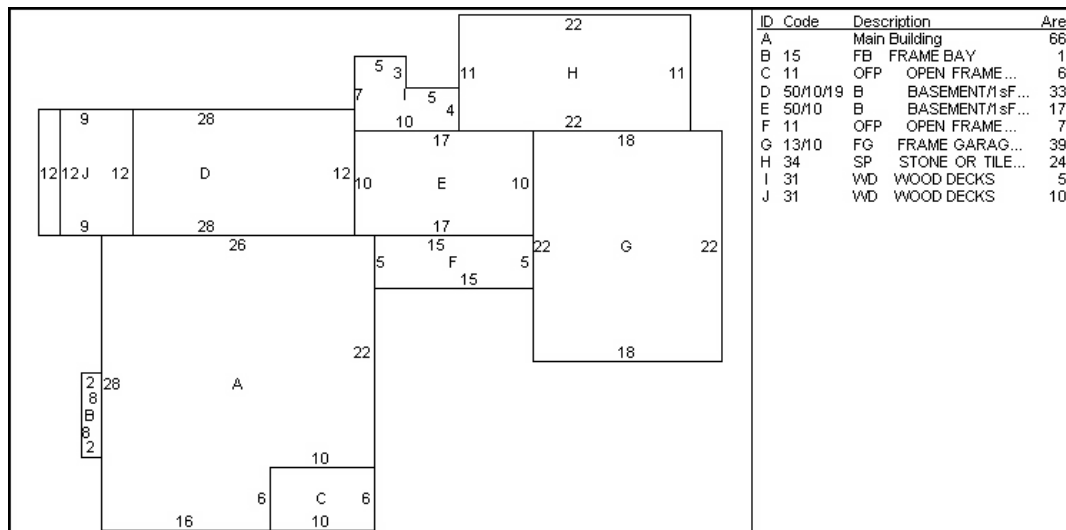 22
5 3 11 H 11
7 I 5 4
10 22
9 28 17 18
12 12 J 12 D 12 10 E 10
9 28 17
26 15
5 F 5 22 G 22
15
22 18
2 28 A
8
B
8
2
10
6 C 6
16 10
ID Code Description Are
A Main Building 66
B 15 FB FRAME BAY 1
C 11 OFP OPEN FRAME... 6
D 50/10/19 B BASEMENT/1sF... 33
E 50/10 B BASEMENT/1sF... 17
F 11 OFP OPEN FRAME... 7
G 13/10 FG FRAME GARAG... 39
H 34 SP STONE OR TILE... 24
I 31 WD WOOD DECKS 5
J 31 WD WOOD DECKS 10